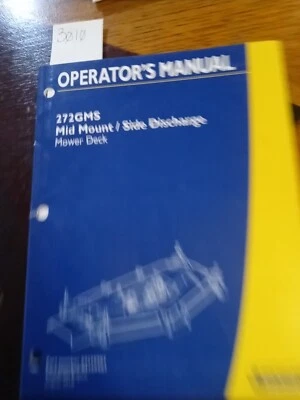 3010
OPERATOR'S MANUAL
272GMS
Mid Mount / Side Discharge
Mower Deck